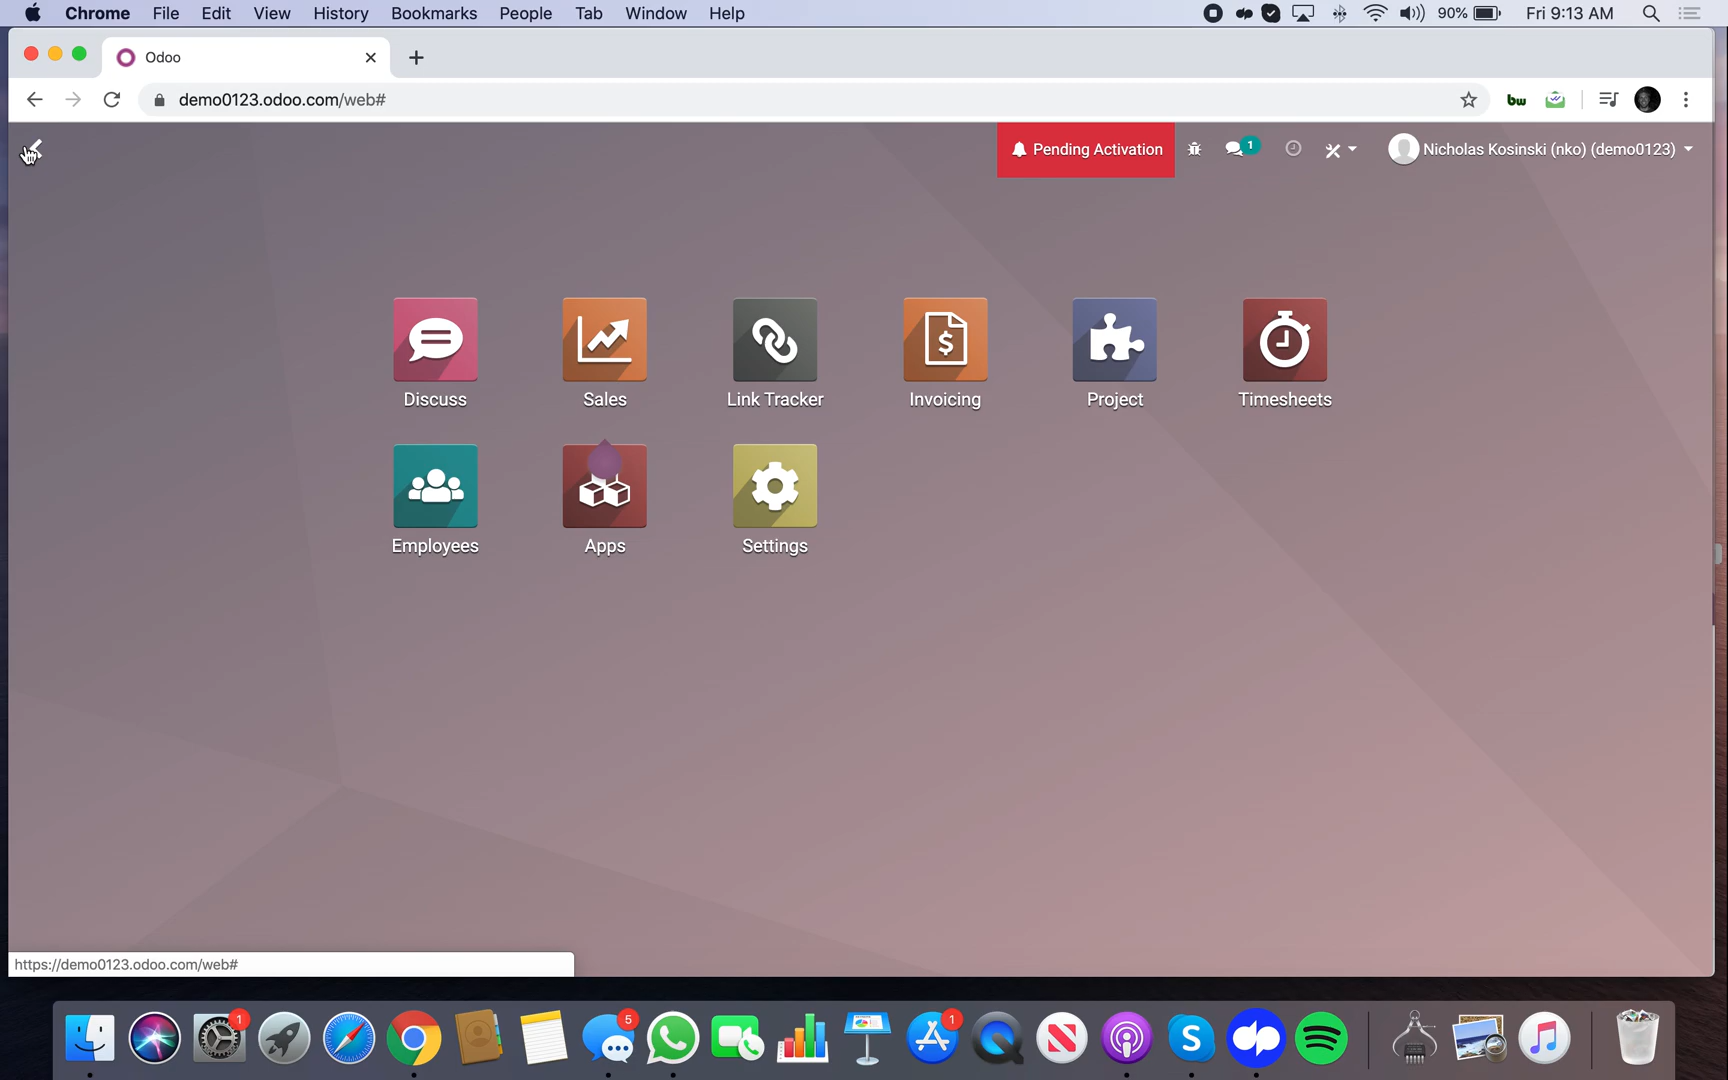 Chrome File Edit View History Bookmarks People Tab Window Help 90% Fri 9:13 AM
Odoo
demo0123.odoo.com/web# bw
Pending Activation 1 Nicholas Kosinski (nko) (demo0123)
Discuss Sales Link Tracker Invoicing Project Timesheets
Employees Apps Settings
https://demo0123.odoo.com/web#
1 5 1